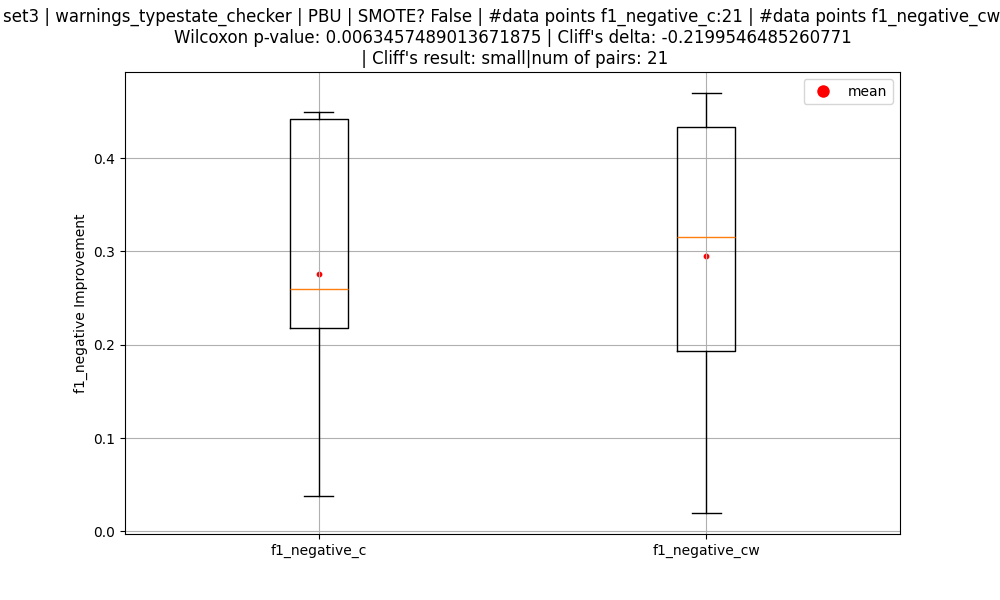 set3 | warnings_typestate_checker | PBU | SMOTE? False | #data points f1_negative_c:21 | #data points f1_negative_cw
Wilcoxon p-value: 0.0063457489013671875 | Cliff's delta: -0.2199546485260771
| Cliff's result: small|num of pairs: 21
mean
f1_negative Improvement
0.4
0.3
0.2
0.1
0.0
f1_negative_c
f1_negative_cw